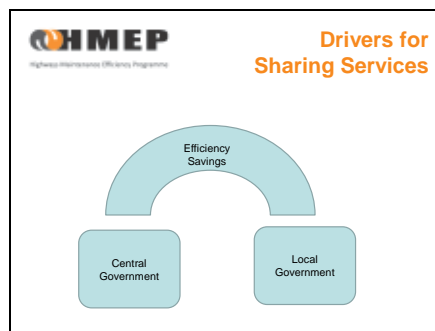 HMEP
Highways Maintenance Efficiency Programme
Drivers for
Sharing Services
Efficiency
Savings
Central
Government
Local
Government